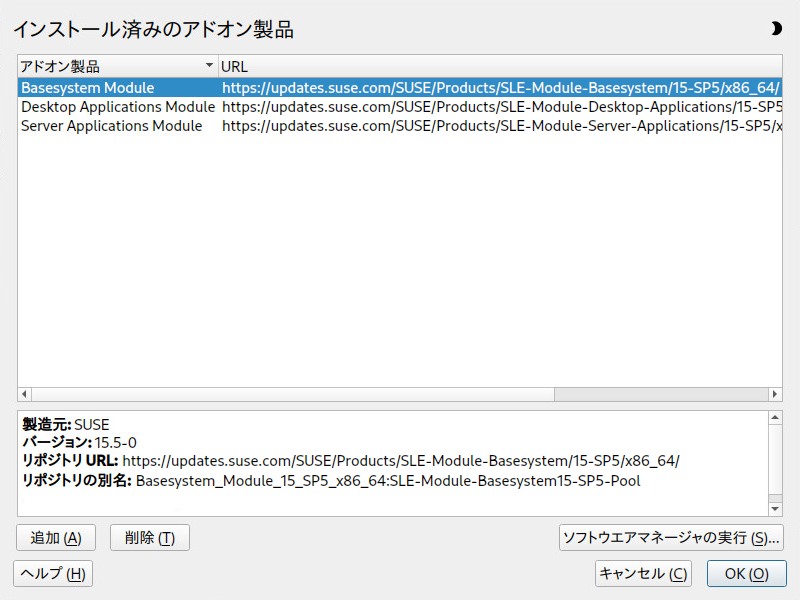 インストール済みのアドオン製品
アドオン製品 URL
Basesystem Module https://updates.suse.com/SUSE/Products/SLE-Module-Basesystem/15-SP5/x86_64/
Desktop Applications Module https://updates.suse.com/SUSE/Products/SLE-Module-Desktop-Applications/15-SP5
Server Applications Module https://updates.suse.com/SUSE/Products/SLE-Module-Server-Applications/15-SP5/x
製造元: SUSE
バージョン: 15.5-0
リポジトリ URL: https://updates.suse.com/SUSE/Products/SLE-Module-Basesystem/15-SP5/x86_64/
リポジトリの別名: Basesystem_Module_15_SP5_x86_64:SLE-Module-Basesystem15-SP5-Pool
追加 (A) 削除 (T) ソフトウエアマネージャの実行 (S)...
ヘルプ (H) キャンセル (C) OK (O)